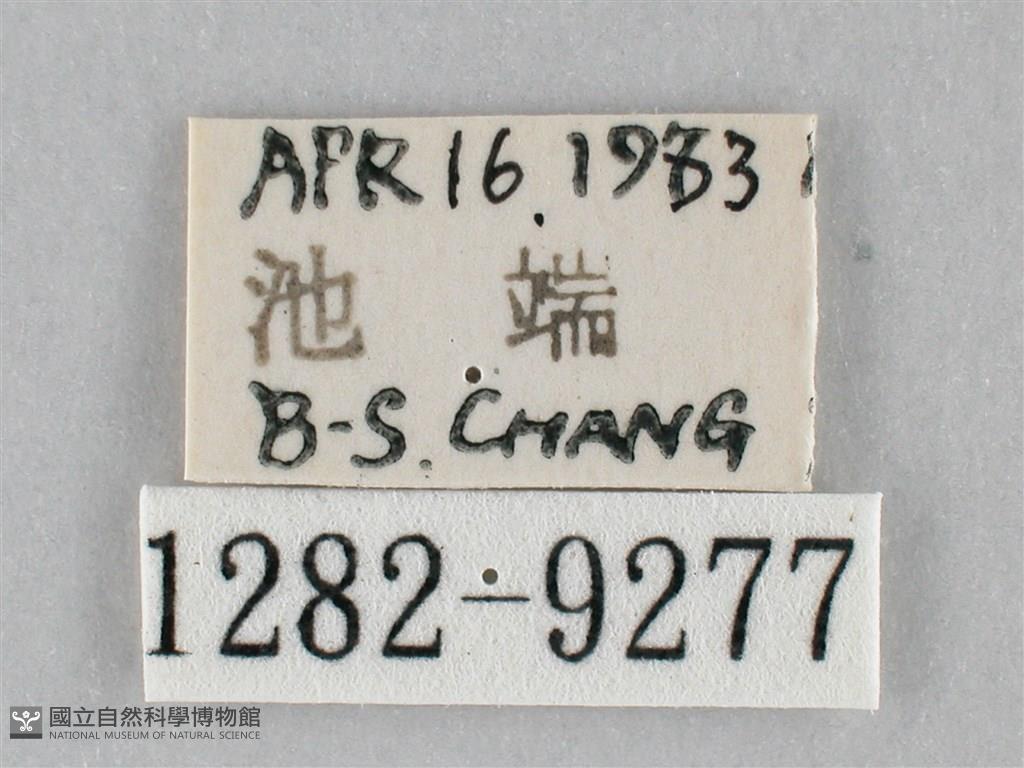 APR 16. 1983
池 端
B-S. CHANG
1282-9277
國立自然科學博物館
NATIONAL MUSEUM OF NATURAL SCIENCE